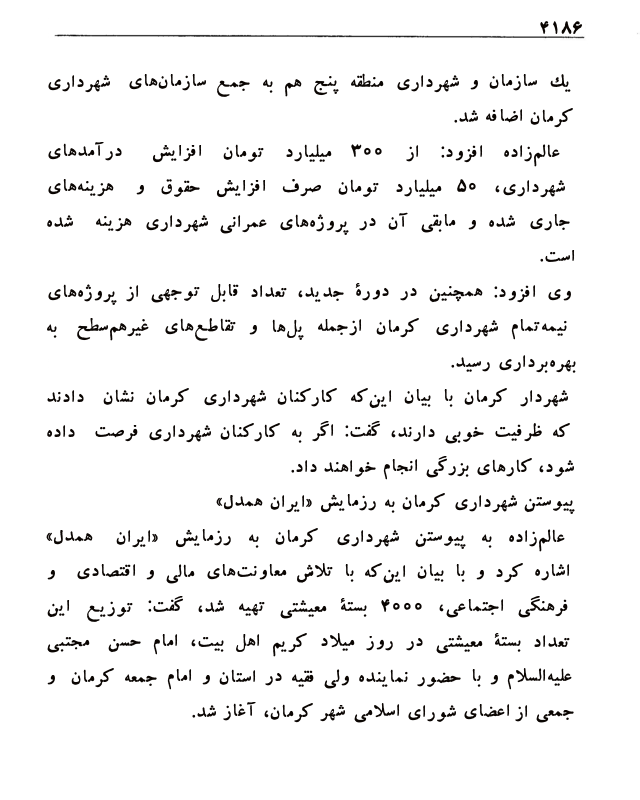 ۴۱۸۶
یك سازمان و شهرداری منطقه پنج هم به جمع سازمان‌های شهرداری
کرمان اضافه شد.
عالم‌زاده افزود: از ۳۰۰ میلیارد تومان افزایش درآمدهای
شهرداری، ۵۰ میلیارد تومان صرف افزایش حقوق و هزینه‌های
جاری شده و مابقی آن در پروژه‌های عمرانی شهرداری هزینه شده
است.
وی افزود: همچنین در دورۀ جدید، تعداد قابل توجهی از پروژه‌های
نیمه‌تمام شهرداری کرمان ازجمله پل‌ها و تقاطع‌های غیرهم‌سطح به
بهره‌برداری رسید.
شهردار کرمان با بیان این‌که کارکنان شهرداری کرمان نشان دادند
که ظرفیت خوبی دارند، گفت: اگر به کارکنان شهرداری فرصت داده
شود، کارهای بزرگی انجام خواهند داد.
پیوستن شهرداری کرمان به رزمایش «ایران همدل»
عالم‌زاده به پیوستن شهرداری کرمان به رزمایش «ایران همدل»
اشاره کرد و با بیان این‌که با تلاش معاونت‌های مالی و اقتصادی و
فرهنگی اجتماعی، ۴۰۰۰ بستۀ معیشتی تهیه شد، گفت: توزیع این
تعداد بستۀ معیشتی در روز میلاد کریم اهل بیت، امام حسن مجتبی
علیه‌السلام و با حضور نماینده ولی فقیه در استان و امام جمعه کرمان و
جمعی از اعضای شورای اسلامی شهر کرمان، آغاز شد.